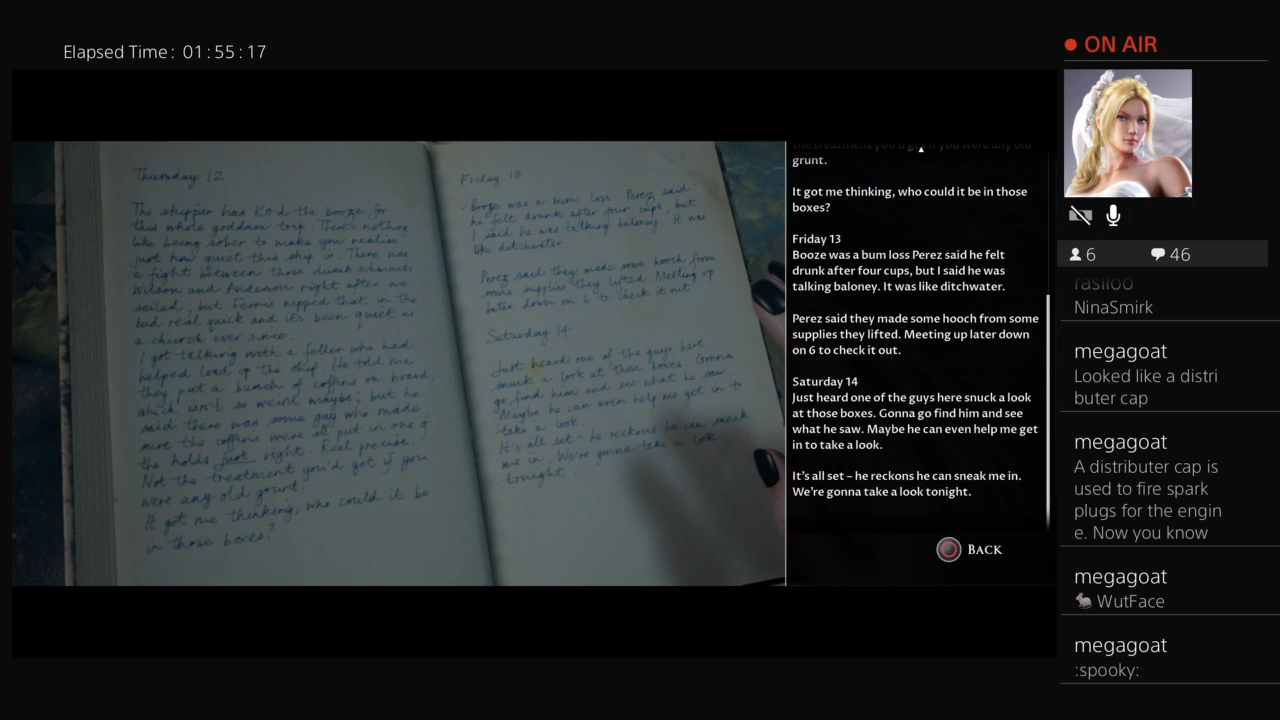 Elapsed Time: 01:55:17
ON AIR
6
46
rasiloo
NinaSmirk
megagoat
Looked like a distri
buter cap
megagoat
A distributer cap is
used to fire spark
plugs for the engin
e. Now you know
megagoat
WutFace
megagoat
:spooky:
Thursday 12
The skipper has KO-d the booze for
this whole goddam trip. There's nothing
like being sober to make you realise
just how quiet this ship is. There was
a fight between those dumb schmucks
Wilson and Anderson right after we
sailed, but Ferres nipped that in the
bud real quick and it's been quiet as
a church ever since.
I got talking with a feller who had
helped load up the ship. He told me
they put a bunch of coffins on board,
which isn't so weird maybe, but he
said there was some guy who made
sure the coffins were all put in one of
the holds just right. Real precise.
Not the treatment you'd get if you
were any old grunt.
It got me thinking, who could it be
in those boxes?
Friday 13
Booze was a bum loss. Perez said
he felt drunk after four cups, but
I said he was talking baloney. It was
like ditchwater.
Perez said they made some hooch from
some supplies they lifted. Meeting up
later down on 6 to check it out.
Saturday 14
Just heard one of the guys here
snuck a look at those boxes. Gonna
go find him and see what he saw.
Maybe he can even help me get in to
take a look.
It's all set - he reckons he can sneak
me in. We're gonna take a look
tonight.
the treatment you'd get if you were any old
grunt.
It got me thinking, who could it be in those
boxes?
Friday 13
Booze was a bum loss Perez said he felt
drunk after four cups, but I said he was
talking baloney. It was like ditchwater.
Perez said they made some hooch from some
supplies they lifted. Meeting up later down
on 6 to check it out.
Saturday 14
Just heard one of the guys here snuck a look
at those boxes. Gonna go find him and see
what he saw. Maybe he can even help me get
in to take a look.
It's all set – he reckons he can sneak me in.
We're gonna take a look tonight.
BACK